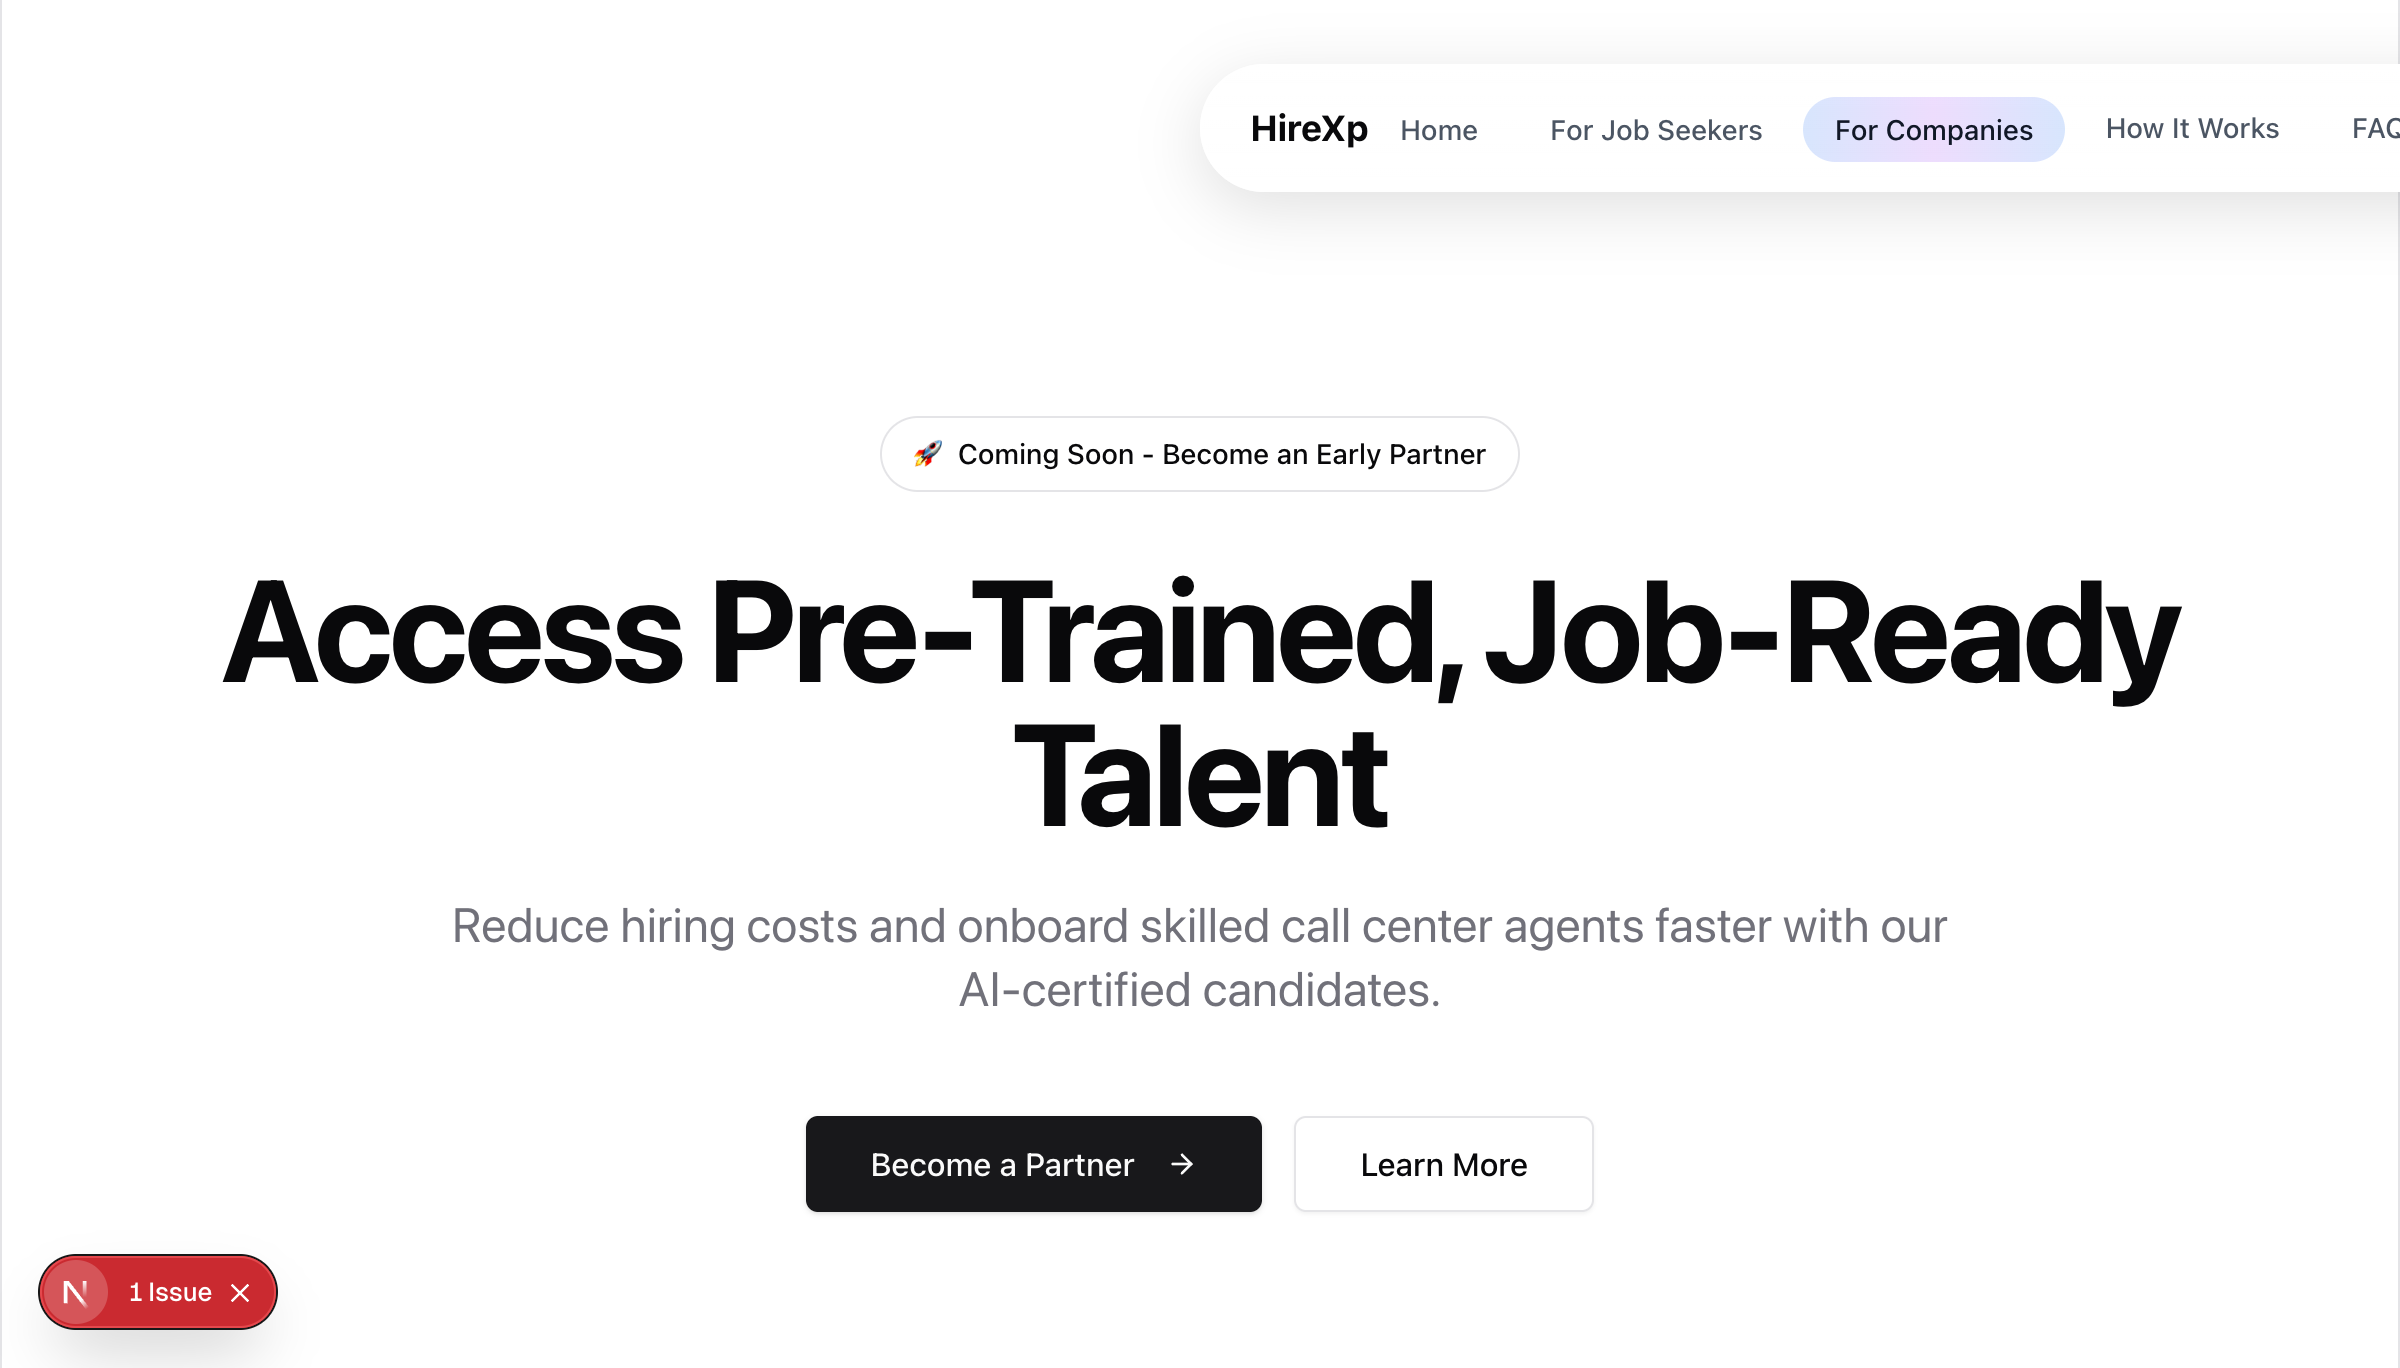 HireXp Home For Job Seekers For Companies How It Works FAQ
🚀 Coming Soon - Become an Early Partner
Access Pre-Trained, Job-Ready
Talent
Reduce hiring costs and onboard skilled call center agents faster with our
AI-certified candidates.
Become a Partner → Learn More
N 1 Issue ×